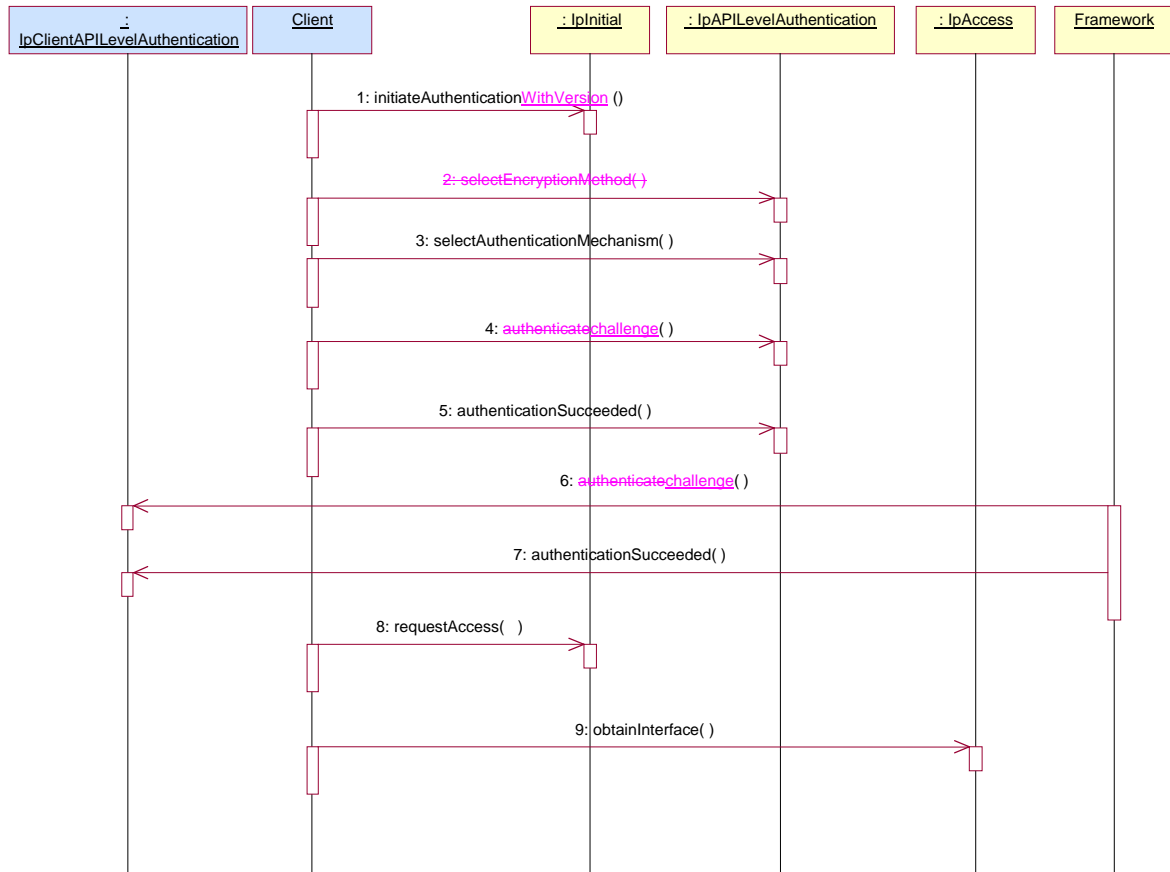 :
IpClientAPILevelAuthentication
Client
: IpInitial
: IpAPILevelAuthentication
: IpAccess
Framework
1: initiateAuthenticationWithVersion ()
2: selectEncryptionMethod( )
3: selectAuthenticationMechanism( )
4: authenticatechallenge( )
5: authenticationSucceeded( )
6: authenticatechallenge( )
7: authenticationSucceeded( )
8: requestAccess( )
9: obtainInterface( )